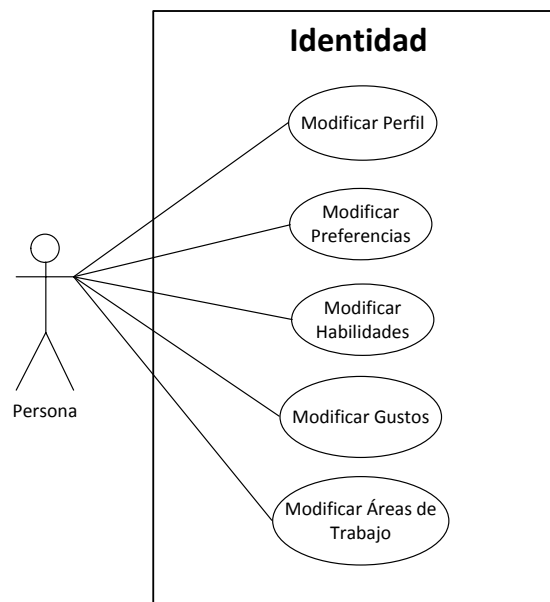 Identidad
Modificar Perfil
Modificar
Preferencias
Modificar
Habilidades
Persona
Modificar Gustos
Modificar Áreas de
Trabajo